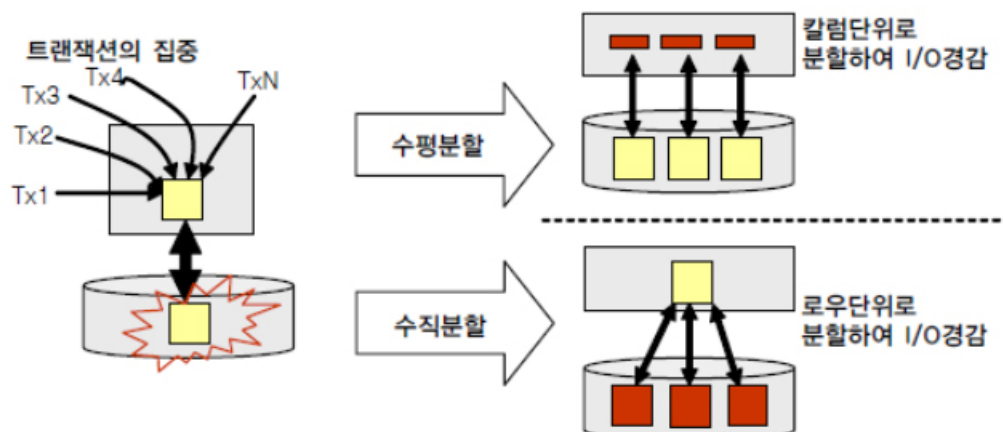 트랜잭션의 집중
Tx4
Tx3
TxN
Tx2
Tx1
수평분할
칼럼단위로
분할하여 I/O경감
수직분할
로우단위로
분할하여 I/O경감